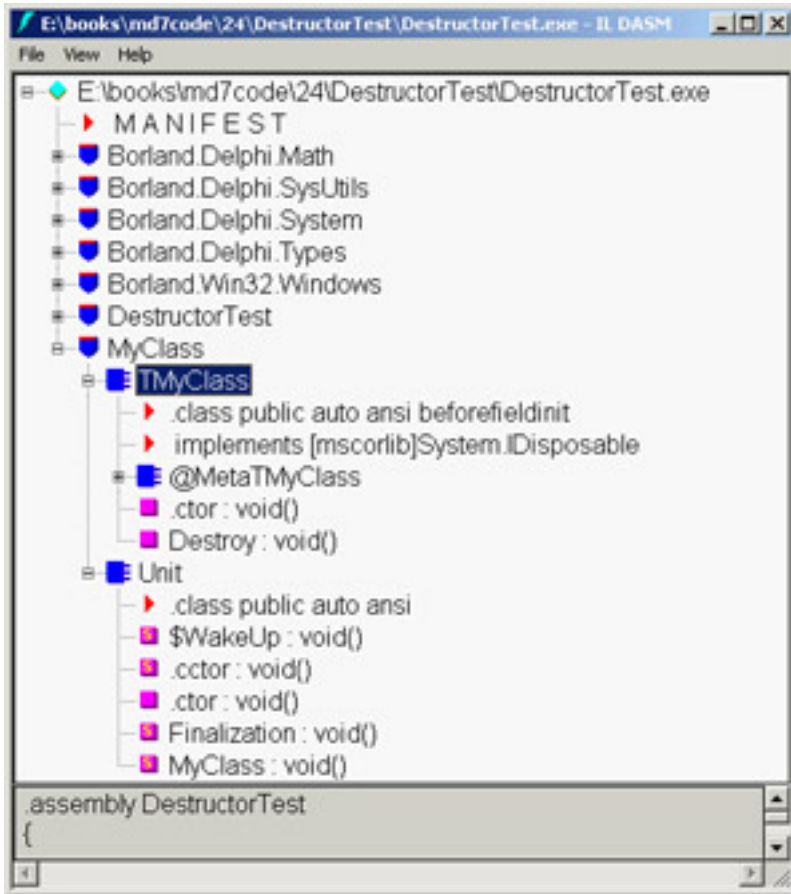 E:\books\md7code\24\DestructorTest\DestructorTest.exe - IL DASM
File View Help
E:\books\md7code\24\DestructorTest\DestructorTest.exe
M A N I F E S T
Borland.Delphi.Math
Borland.Delphi.SysUtils
Borland.Delphi.System
Borland.Delphi.Types
Borland.Win32.Windows
DestructorTest
MyClass
TMyClass
.class public auto ansi beforefieldinit
implements [mscorlib]System.IDisposable
@MetaTMyClass
.ctor : void()
Destroy : void()
Unit
.class public auto ansi
$WakeUp : void()
.cctor : void()
.ctor : void()
Finalization : void()
MyClass : void()
.assembly DestructorTest
{